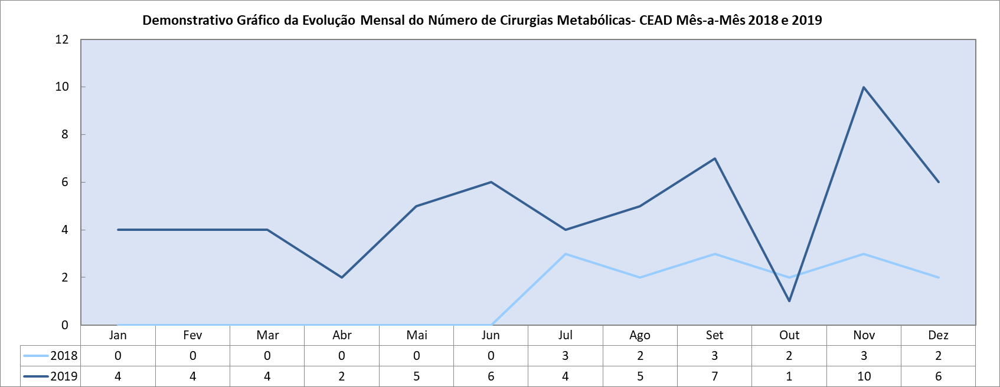 Demonstrativo Gráfico da Evolução Mensal do Número de Cirurgias Metabólicas- CEAD Mês-a-Mês 2018 e 2019
12
10
8
6
4
2
0
Jan Fev Mar Abr Mai Jun Jul Ago Set Out Nov Dez
2018 0 0 0 0 0 0 3 2 3 2 3 2
2019 4 4 4 2 5 6 4 5 7 1 10 6